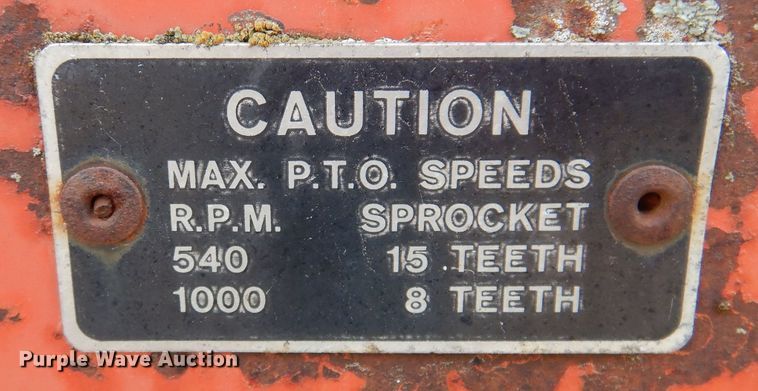 CAUTION
MAX. P.T.O. SPEEDS
R.P.M. SPROCKET
540 15 TEETH
1000 8 TEETH
Purple Wave Auction